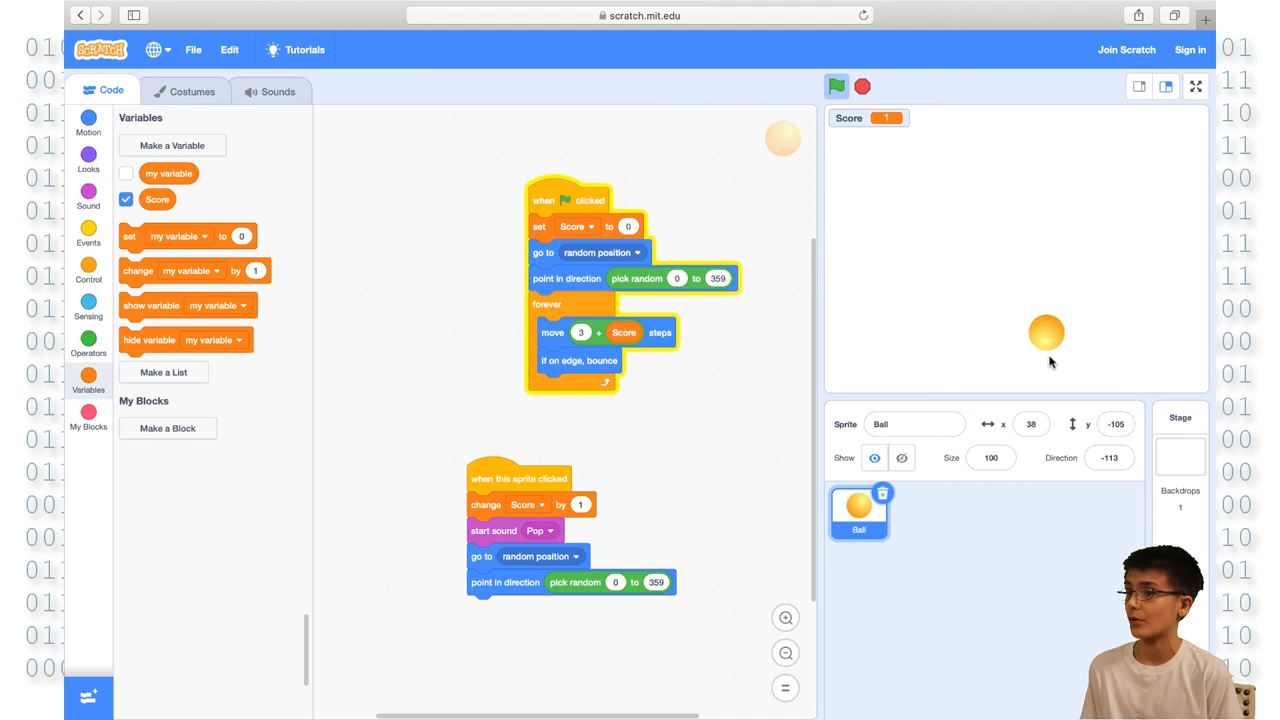 scratch.mit.edu
SCRATCH
File
Edit
Tutorials
Join Scratch
Sign in
Code
Costumes
Sounds
Motion
Looks
Sound
Events
Control
Sensing
Operators
Variables
My Blocks
Variables
Make a Variable
my variable
Score
set my variable to 0
change my variable by 1
show variable my variable
hide variable my variable
Make a List
My Blocks
Make a Block
when clicked
set Score to 0
go to random position
point in direction pick random 0 to 359
forever
move 3 + Score steps
if on edge, bounce
when this sprite clicked
change Score by 1
start sound Pop
go to random position
point in direction pick random 0 to 359
Score 1
Sprite Ball x 38 y -105
Show Size 100 Direction -113
Ball
Stage
Backdrops
1